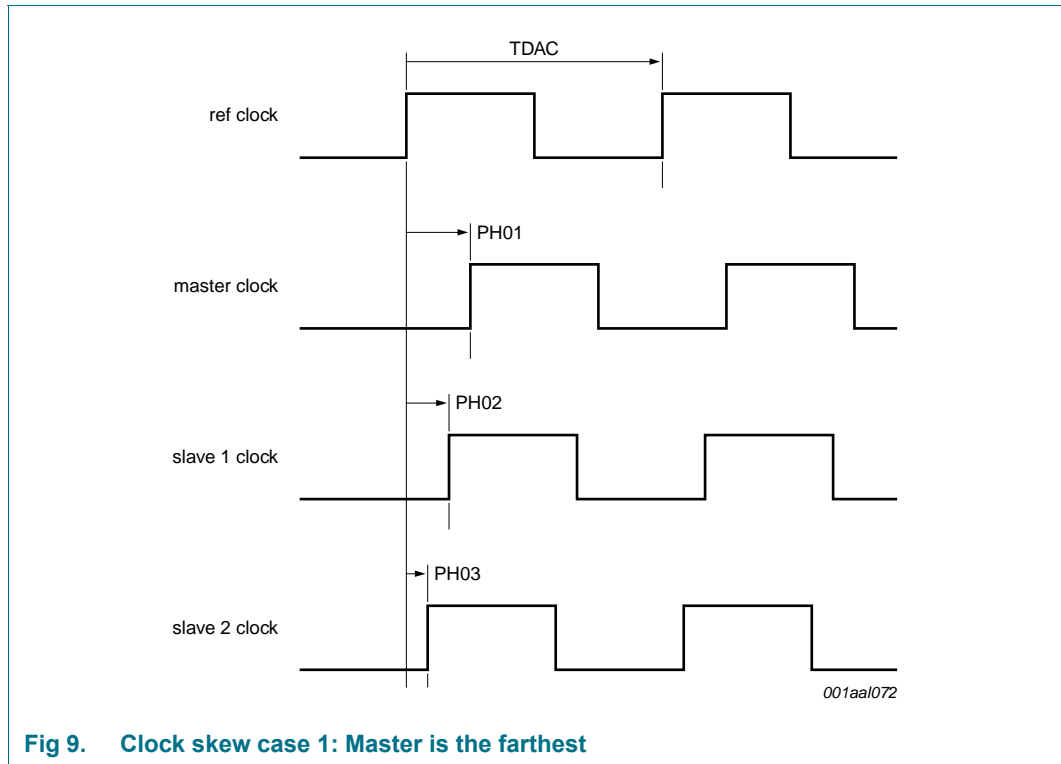 TDAC
ref clock
PH01
master clock
PH02
slave 1 clock
PH03
slave 2 clock
001aal072
Fig 9. Clock skew case 1: Master is the farthest